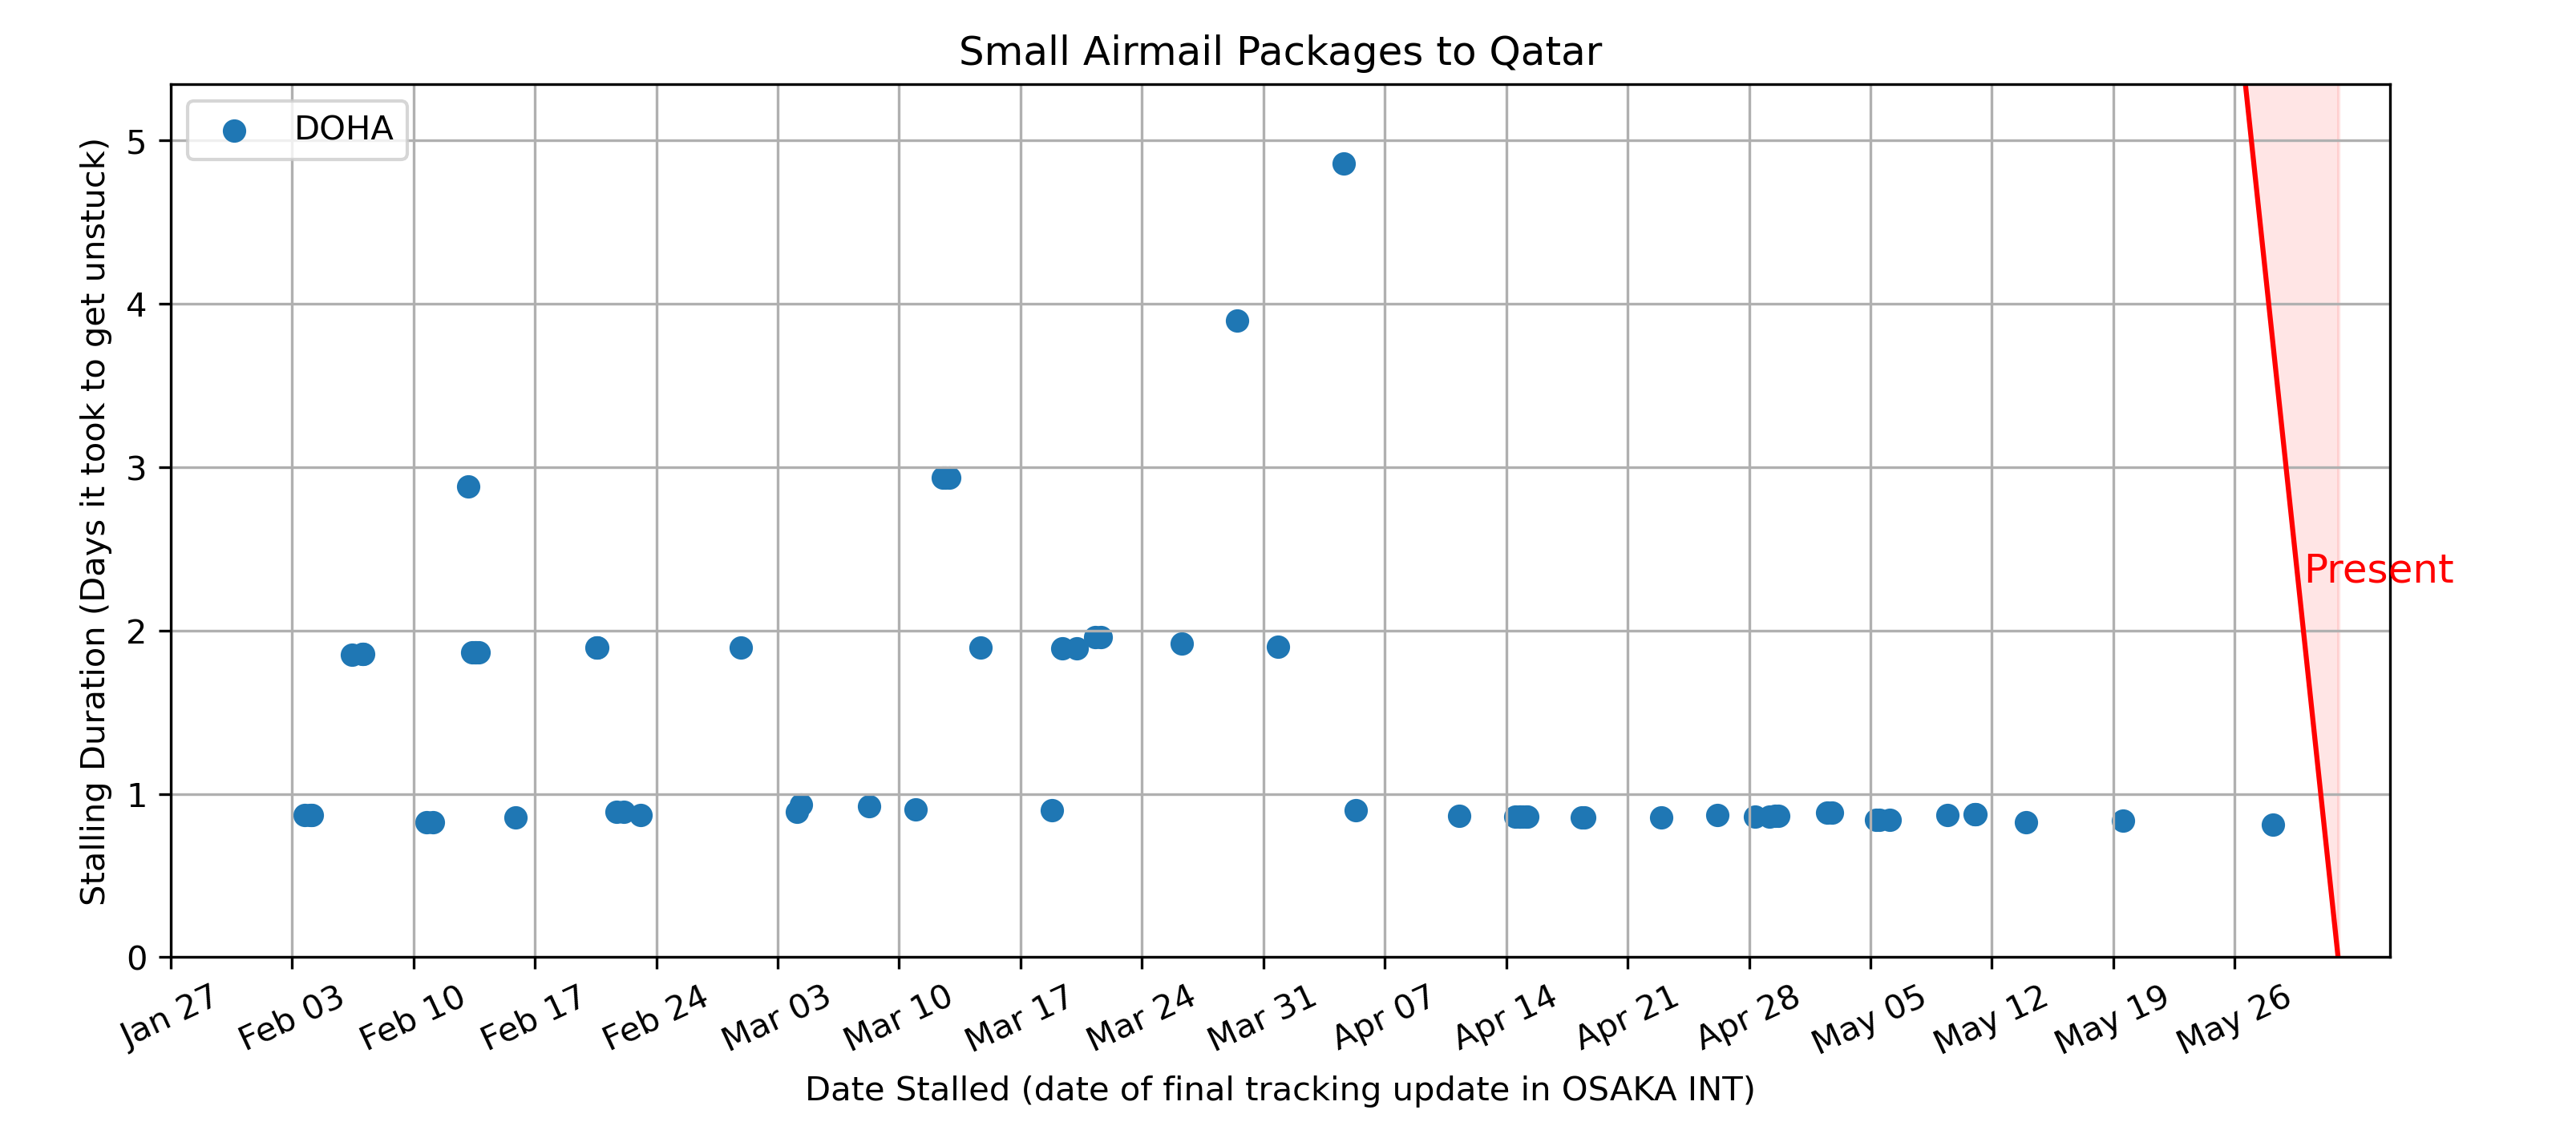 Small Airmail Packages to Qatar
DOHA
Stalling Duration (Days it took to get unstuck)
5
4
3
2
1
0
Present
Jan 27
Feb 03
Feb 10
Feb 17
Feb 24
Mar 03
Mar 10
Mar 17
Mar 24
Mar 31
Apr 07
Apr 14
Apr 21
Apr 28
May 05
May 12
May 19
May 26
Date Stalled (date of final tracking update in OSAKA INT)